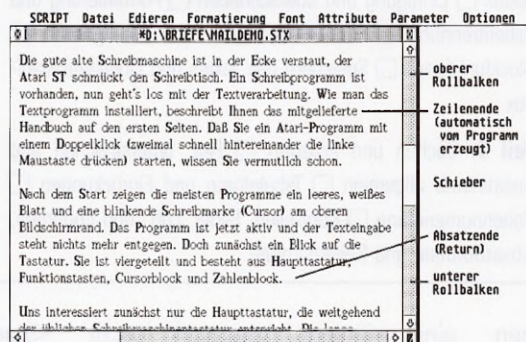 SCRIPT Datei Edieren Formatierung Font Attribute Parameter Optionen
*D:\BRIEFE\MAILDEMO.STX
Die gute alte Schreibmaschine ist in der Ecke verstaut, der
Atari ST schmückt den Schreibtisch. Ein Schreibprogramm ist
vorhanden, nun geht's los mit der Textverarbeitung. Wie man das
Textprogramm installiert, beschreibt Ihnen das mitgelieferte
Handbuch auf den ersten Seiten. Daß Sie ein Atari-Programm mit
einem Doppelklick (zweimal schnell hintereinander die linke
Maustaste drücken) starten, wissen Sie vermutlich schon.
Nach dem Start zeigen die meisten Programme ein leeres, weißes
Blatt und eine blinkende Schreibmarke (Cursor) am oberen
Bildschirmrand. Das Programm ist jetzt aktiv und der Texteingabe
steht nichts mehr entgegen. Doch zunächst ein Blick auf die
Tastatur. Sie ist viergeteilt und besteht aus Haupttastatur,
Funktionstasten, Cursorblock und Zahlenblock.
Uns interessiert zunächst nur die Haupttastatur, die weitgehend
der üblichen Schreibmaschinentastatur entspricht. Die
oberer
Rollbalken
Zeilenende
(automatisch
vom Programm
erzeugt)
Schieber
Absatzende
(Return)
unterer
Rollbalken